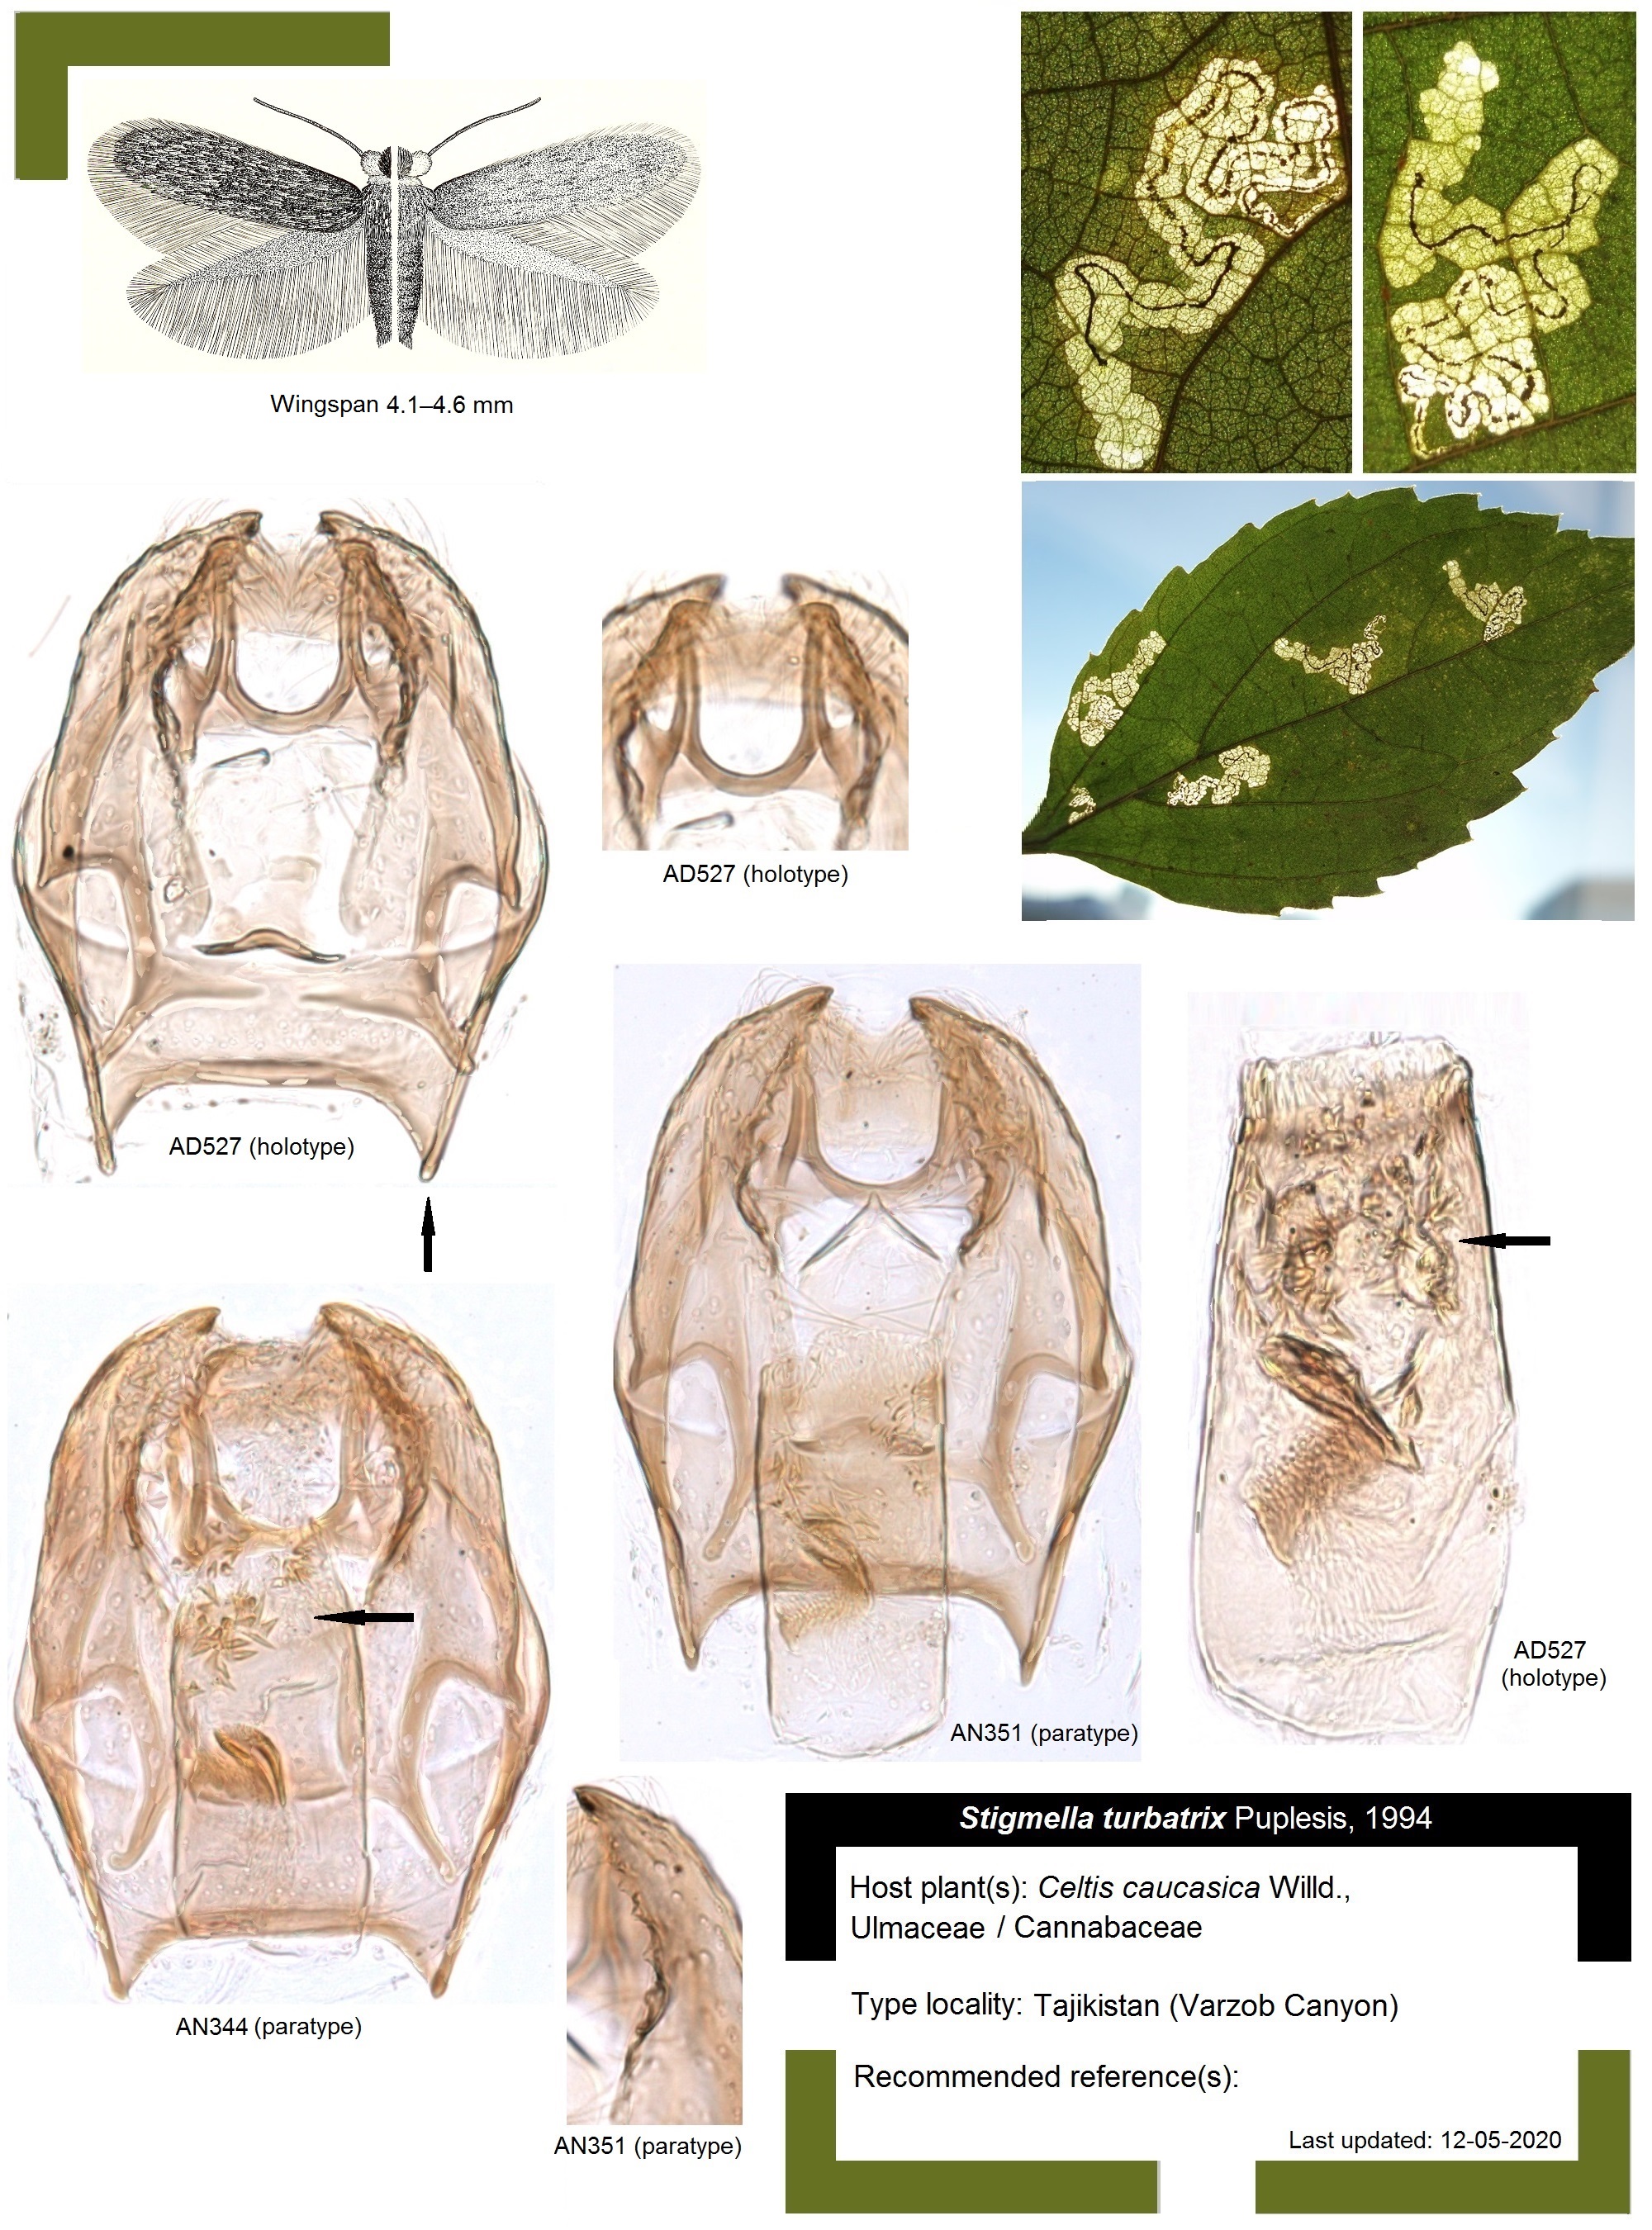 Wingspan 4.1–4.6 mm
AD527 (holotype)
AD527 (holotype)
AD527
(holotype)
AN351 (paratype)
AN344 (paratype)
AN351 (paratype)
Stigmella turbatrix Puplesis, 1994
Host plant(s): Celtis caucasica Willd.,
Ulmaceae / Cannabaceae
Type locality: Tajikistan (Varzob Canyon)
Recommended reference(s):
Last updated: 12-05-2020